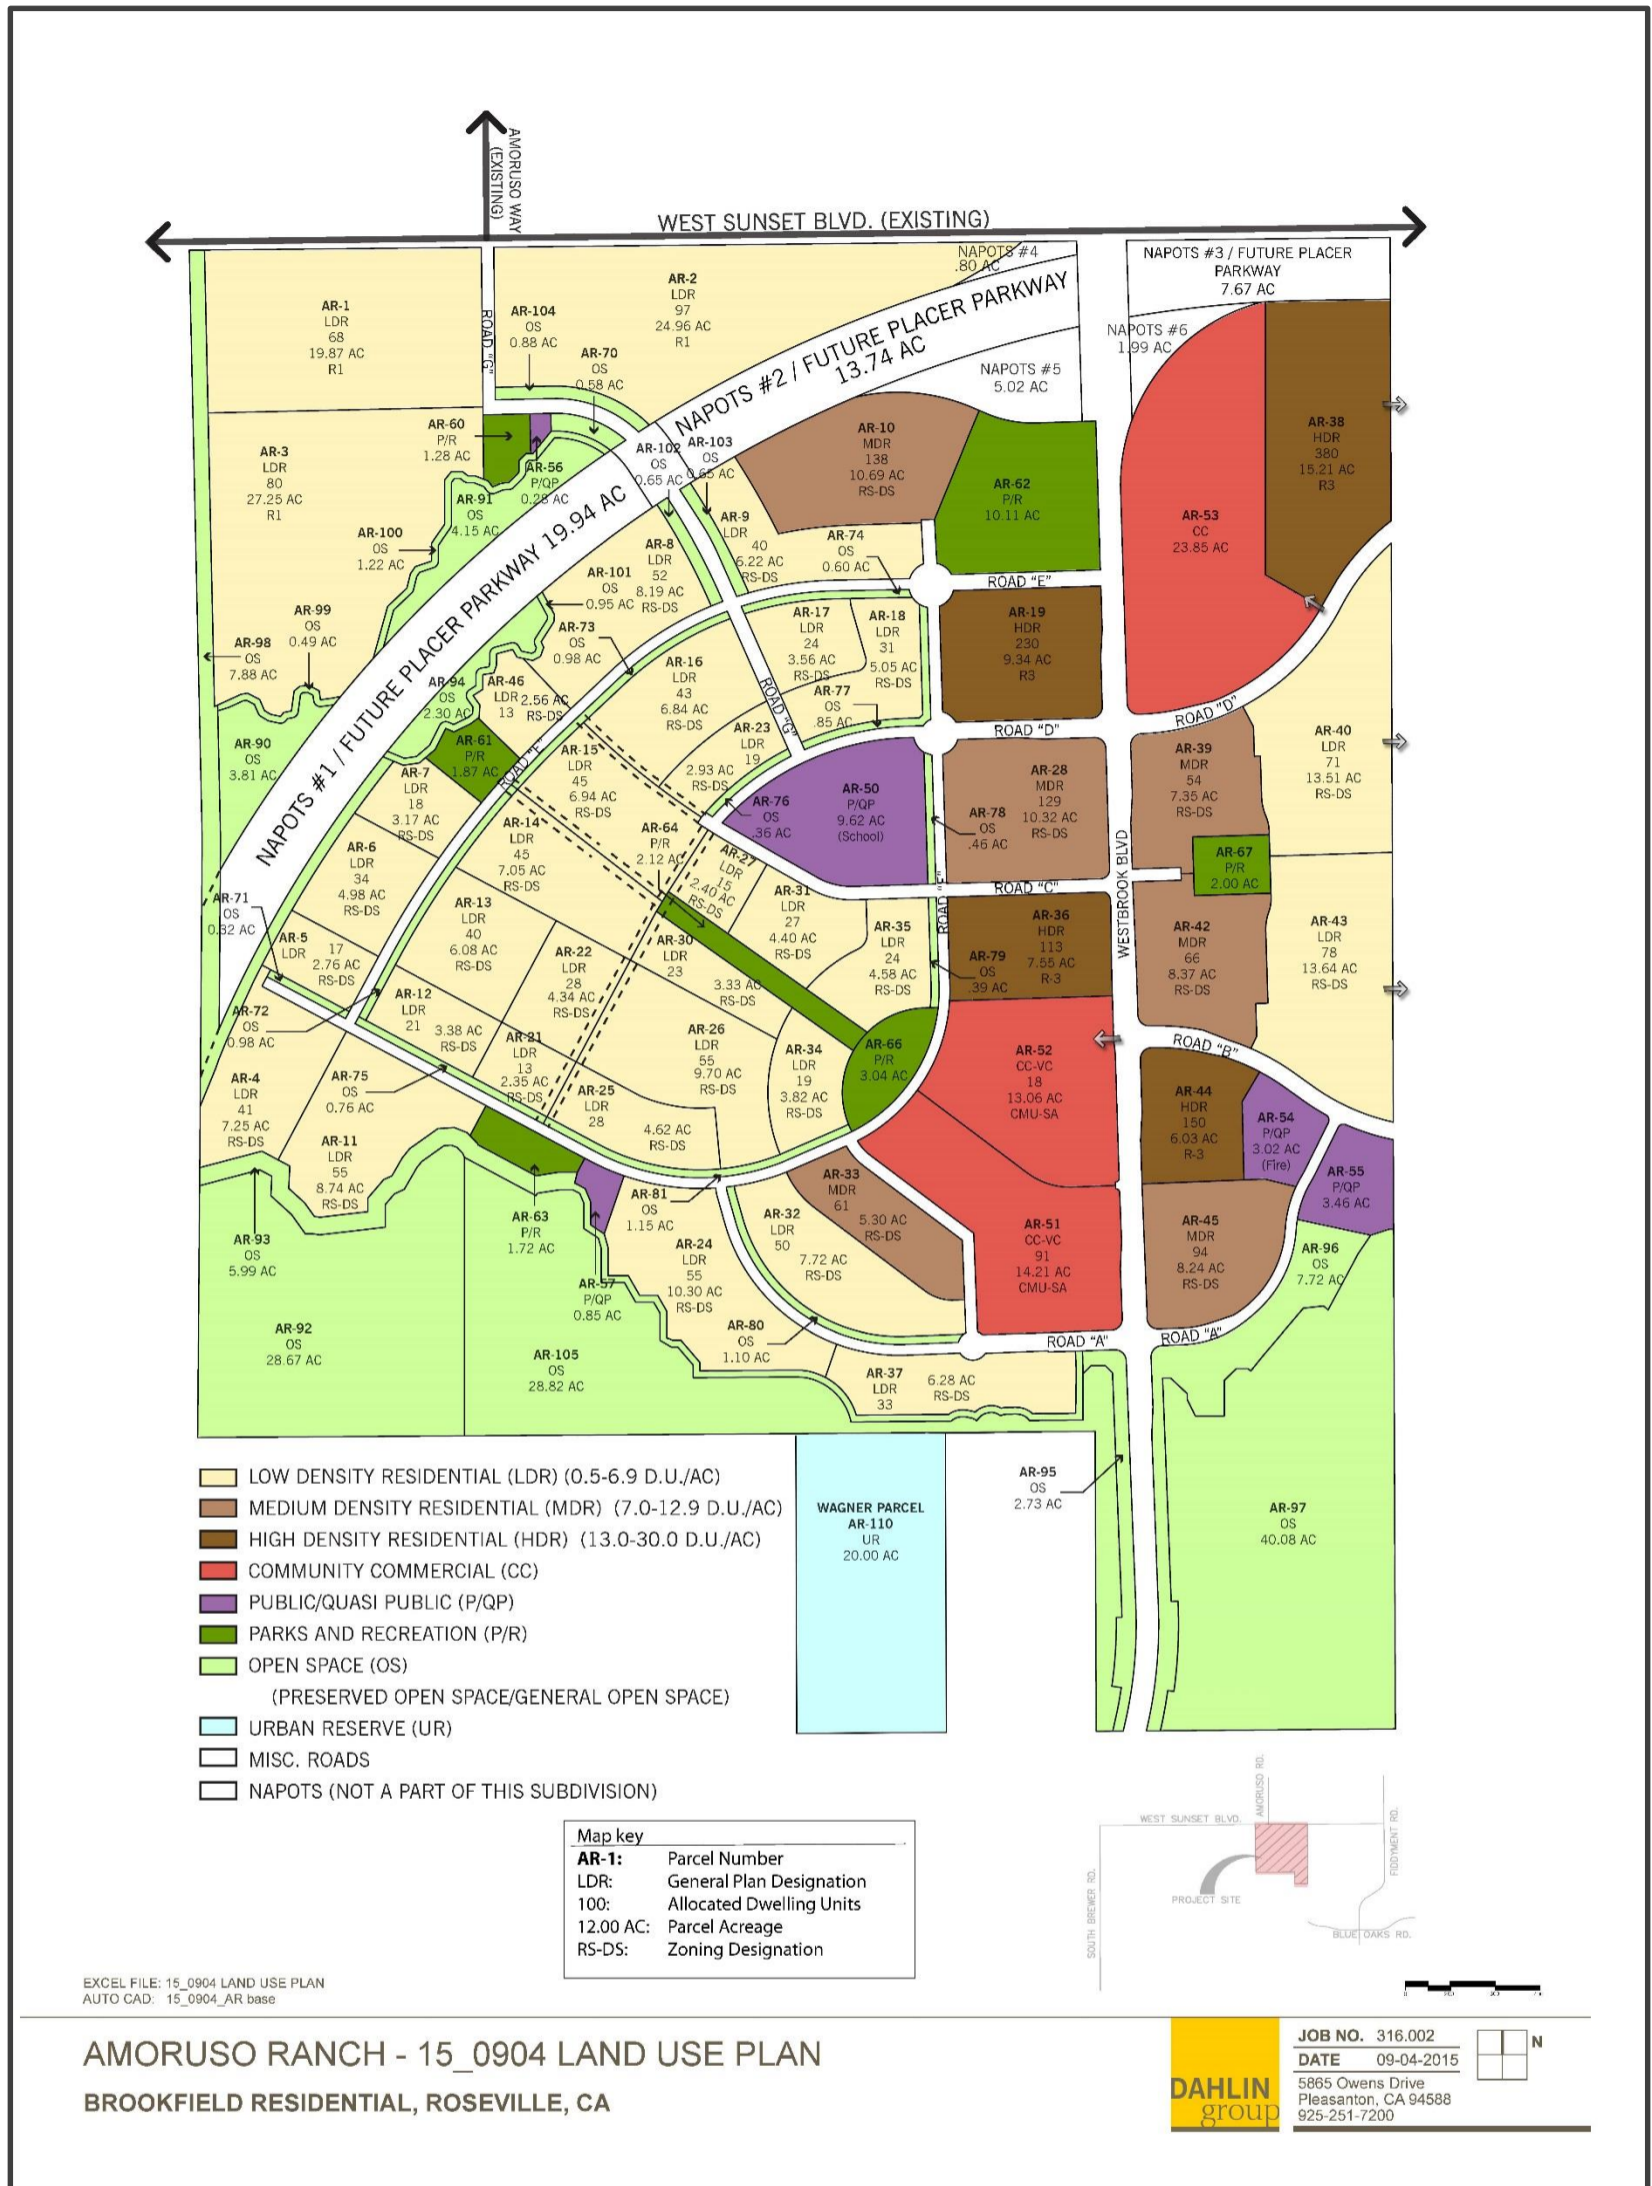 AMORUSO WAY
(EXISTING)
WEST SUNSET BLVD. (EXISTING)
NAPOTS #4
.80 AC
NAPOTS #3 / FUTURE PLACER
PARKWAY
7.67 AC
AR-1
LDR
68
19.87 AC
R1
ROAD "G"
AR-104
OS
0.88 AC
AR-2
LDR
97
24.96 AC
R1
AR-70
OS
0.58 AC
NAPOTS #2 / FUTURE PLACER PARKWAY
13.74 AC
NAPOTS #5
5.02 AC
NAPOTS #6
1.99 AC
AR-38
HDR
380
15.21 AC
R3
AR-3
LDR
80
27.25 AC
R1
AR-60
P/R
1.28 AC
AR-56
P/QP
0.28 AC
AR-91
OS
4.15 AC
AR-102
OS
0.65 AC
AR-103
OS
0.65 AC
AR-10
MDR
138
10.69 AC
RS-DS
AR-62
P/R
10.11 AC
AR-53
CC
23.85 AC
AR-100
OS
1.22 AC
AR-9
LDR
40
6.22 AC
RS-DS
AR-8
LDR
52
8.19 AC
RS-DS
AR-74
OS
0.60 AC
AR-101
OS
0.95 AC
ROAD "E"
AR-99
OS
0.49 AC
AR-98
OS
7.88 AC
AR-73
OS
0.98 AC
AR-17
LDR
24
3.56 AC
RS-DS
AR-18
LDR
31
5.05 AC
RS-DS
AR-19
HDR
230
9.34 AC
R3
AR-94
OS
2.30 AC
AR-46
LDR
13
2.56 AC
RS-DS
AR-16
LDR
43
6.84 AC
RS-DS
ROAD "G"
AR-77
OS
.85 AC
ROAD "D"
ROAD "D"
AR-90
OS
3.81 AC
NAPOTS #1 / FUTURE PLACER PARKWAY 19.94 AC
AR-61
P/R
1.87 AC
ROAD "F"
AR-15
LDR
45
6.94 AC
RS-DS
AR-23
LDR
19
2.93 AC
RS-DS
AR-40
LDR
71
13.51 AC
RS-DS
AR-7
LDR
18
3.17 AC
RS-DS
AR-76
OS
.36 AC
AR-50
P/QP
9.62 AC
(School)
AR-78
OS
.46 AC
AR-28
MDR
129
10.32 AC
RS-DS
AR-39
MDR
54
7.35 AC
RS-DS
AR-6
LDR
34
4.98 AC
RS-DS
AR-14
LDR
45
7.05 AC
RS-DS
AR-64
P/R
2.12 AC
AR-27
LDR
15
2.40 AC
RS-DS
WESTBROOK BLVD
AR-67
P/R
2.00 AC
AR-71
OS
0.32 AC
AR-5
LDR
17
2.76 AC
RS-DS
AR-13
LDR
40
6.08 AC
RS-DS
AR-31
LDR
27
4.40 AC
RS-DS
ROAD "C"
ROAD "F"
AR-35
LDR
24
4.58 AC
RS-DS
AR-36
HDR
113
7.55 AC
R-3
AR-79
OS
.39 AC
AR-42
MDR
66
8.37 AC
RS-DS
AR-43
LDR
78
13.64 AC
RS-DS
AR-22
LDR
28
4.34 AC
RS-DS
AR-30
LDR
23
3.33 AC
RS-DS
AR-72
OS
0.98 AC
AR-12
LDR
21
3.38 AC
RS-DS
AR-21
LDR
13
2.35 AC
RS-DS
AR-26
LDR
55
9.70 AC
RS-DS
AR-34
LDR
19
3.82 AC
RS-DS
AR-66
P/R
3.04 AC
AR-52
CC-VC
18
13.06 AC
CMU-SA
ROAD "B"
AR-4
LDR
41
7.25 AC
RS-DS
AR-75
OS
0.76 AC
AR-25
LDR
28
4.62 AC
RS-DS
AR-44
HDR
150
6.03 AC
R-3
AR-54
P/QP
3.02 AC
(Fire)
AR-11
LDR
55
8.74 AC
RS-DS
AR-55
P/QP
3.46 AC
AR-33
MDR
61
5.30 AC
RS-DS
AR-81
OS
1.15 AC
AR-63
P/R
1.72 AC
AR-32
LDR
50
7.72 AC
RS-DS
AR-51
CC-VC
91
14.21 AC
CMU-SA
AR-45
MDR
94
8.24 AC
RS-DS
AR-93
OS
5.99 AC
AR-24
LDR
55
10.30 AC
RS-DS
AR-96
OS
7.72 AC
AR-57
P/QP
0.85 AC
AR-80
OS
1.10 AC
ROAD "A"
ROAD "A"
AR-92
OS
28.67 AC
AR-105
OS
28.82 AC
AR-37
LDR
33
6.28 AC
RS-DS
LOW DENSITY RESIDENTIAL (LDR) (0.5-6.9 D.U./AC)
MEDIUM DENSITY RESIDENTIAL (MDR) (7.0-12.9 D.U./AC)
HIGH DENSITY RESIDENTIAL (HDR) (13.0-30.0 D.U./AC)
COMMUNITY COMMERCIAL (CC)
PUBLIC/QUASI PUBLIC (P/QP)
PARKS AND RECREATION (P/R)
OPEN SPACE (OS)
(PRESERVED OPEN SPACE/GENERAL OPEN SPACE)
URBAN RESERVE (UR)
MISC. ROADS
NAPOTS (NOT A PART OF THIS SUBDIVISION)
WAGNER PARCEL
AR-110
UR
20.00 AC
AR-95
OS
2.73 AC
AR-97
OS
40.08 AC
Map key
AR-1: Parcel Number
LDR: General Plan Designation
100: Allocated Dwelling Units
12.00 AC: Parcel Acreage
RS-DS: Zoning Designation
AMORUSO RD.
WEST SUNSET BLVD.
FIDDYMENT RD.
SOUTH BREWER RD.
PROJECT SITE
BLUE OAKS RD.
EXCEL FILE: 15_0904 LAND USE PLAN
AUTO CAD: 15_0904_AR base
AMORUSO RANCH - 15_0904 LAND USE PLAN
BROOKFIELD RESIDENTIAL, ROSEVILLE, CA
DAHLIN
group
JOB NO. 316.002
DATE 09-04-2015
5865 Owens Drive
Pleasanton, CA 94588
925-251-7200
N